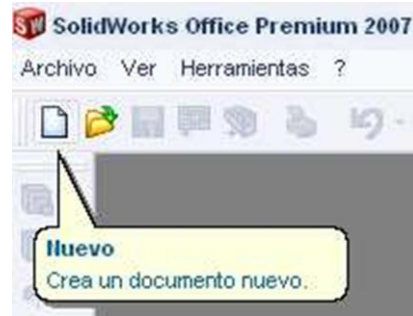 SolidWorks Office Premium 2007
Archivo Ver Herramientas ?
Nuevo
Crea un documento nuevo.